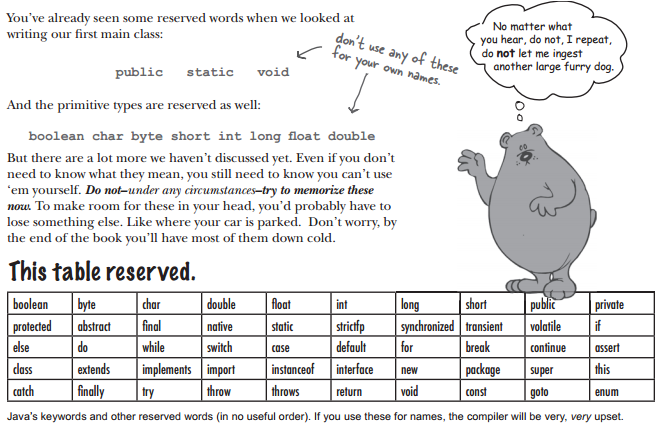 You've already seen some reserved words when we looked at
writing our first main class:
public static void
don't use any of these
for your own names.
And the primitive types are reserved as well:
boolean char byte short int long float double
But there are a lot more we haven't discussed yet. Even if you don't
need to know what they mean, you still need to know you can't use
'em yourself. Do not–under any circumstances–try to memorize these
now. To make room for these in your head, you'd probably have to
lose something else. Like where your car is parked. Don't worry, by
the end of the book you'll have most of them down cold.
No matter what
you hear, do not, I repeat,
do not let me ingest
another large furry dog.
This table reserved.
boolean byte char double float int long short public private
protected abstract final native static strictfp synchronized transient volatile if
else do while switch case default for break continue assert
class extends implements import instanceof interface new package super this
catch finally try throw throws return void const goto enum
Java's keywords and other reserved words (in no useful order). If you use these for names, the compiler will be very, very upset.